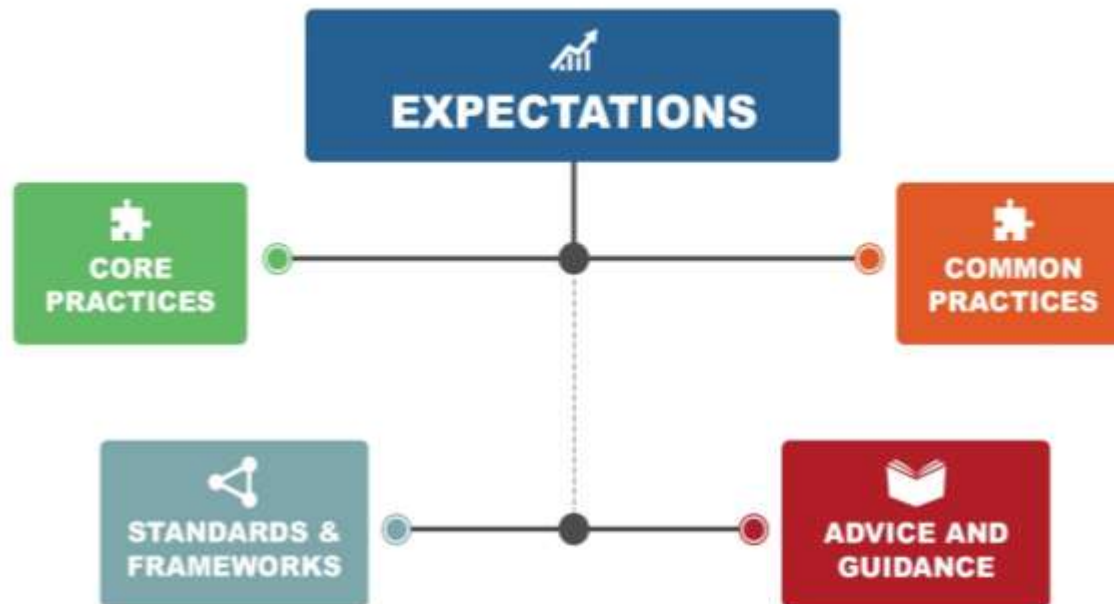 EXPECTATIONS
CORE
PRACTICES
COMMON
PRACTICES
STANDARDS &
FRAMEWORKS
ADVICE AND
GUIDANCE